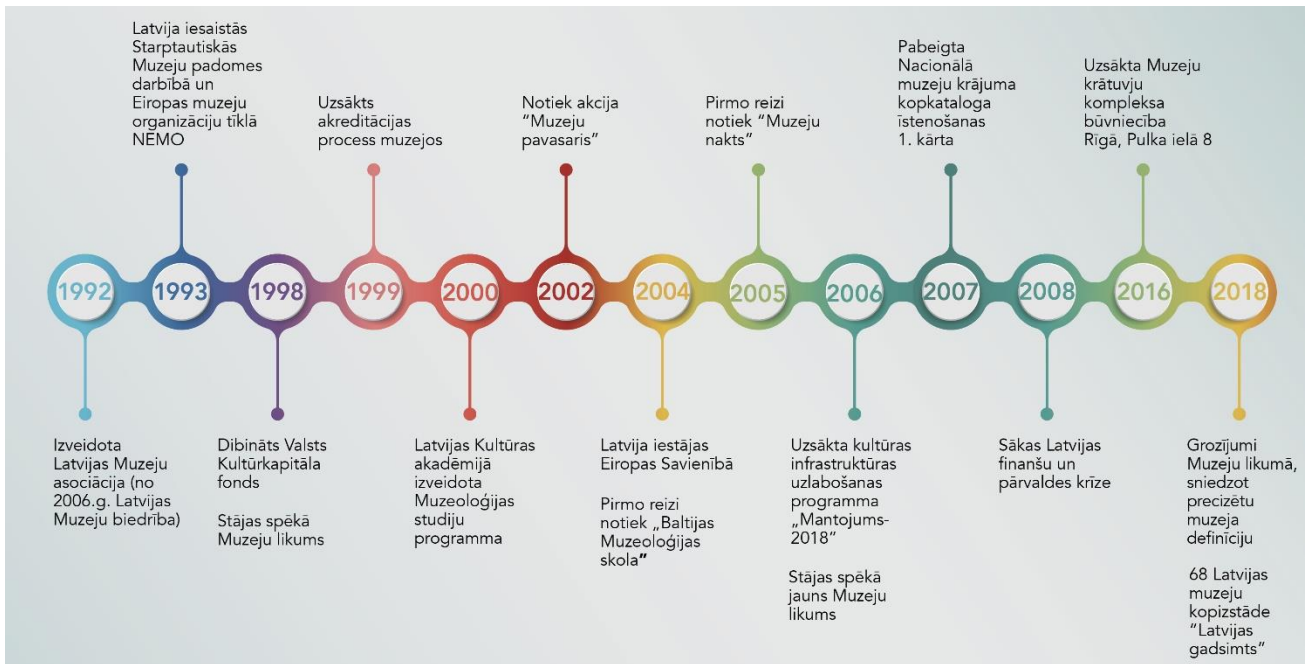 Latvija iesaistās
Starptautiskās
Muzeju padomes
darbībā un
Eiropas muzeju
organizāciju tīklā
NEMO
Uzsākts
akreditācijas
process muzejos
Notiek akcija
“Muzeju
pavasaris”
Pirmo reizi
notiek “Muzeju
nakts”
Pabeigta
Nacionālā
muzeju krājuma
kopkataloga
īstenošanas
1. kārta
Uzsākta Muzeju
krātuvju
kompleksa
būvniecība
Rīgā, Pulka ielā 8
1992 1993 1998 1999 2000 2002 2004 2005 2006 2007 2008 2016 2018
Izveidota
Latvijas Muzeju
asociācija (no
2006.g. Latvijas
Muzeju biedrība)
Dibināts Valsts
Kultūrkapitāla
fonds
Stājas spēkā
Muzeju likums
Latvijas Kultūras
akadēmijā
izveidota
Muzeoloģijas
studiju
programma
Latvija iestājas
Eiropas Savienībā
Pirmo reizi
notiek „Baltijas
Muzeoloģijas
skola”
Uzsākta kultūras
infrastruktūras
uzlabošanas
programma
„Mantojums-
2018”
Stājas spēkā
jauns Muzeju
likums
Sākas Latvijas
finanšu un
pārvaldes krīze
Grozījumi
Muzeju likumā,
sniedzot
precizētu
muzeja
definīciju
68 Latvijas
muzeju
kopizstāde
“Latvijas
gadsimts”